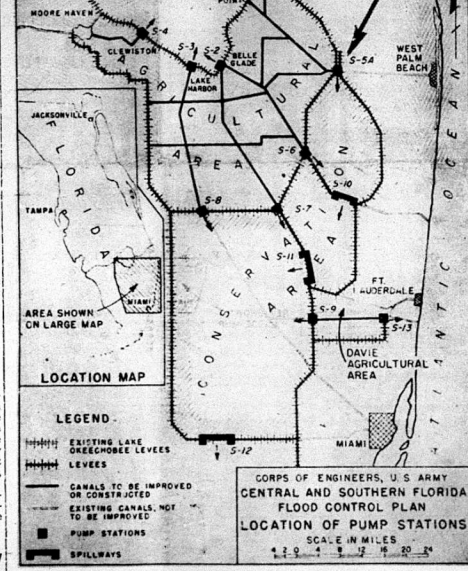 MOORE HAVEN
S-4
CLEWISTON
S-3
S-2
LAKE
HARBOR
BELLE
GLADE
S-5A
WEST
PALM
BEACH
AGRICULTURAL
AREA
S-6
S-10
S-8
S-7
S-11
CONSERVATION
AREA
FT.
LAUDERDALE
S-9
S-13
DAVIE
AGRICULTURAL
AREA
MIAMI
S-12
ATLANTIC OCEAN
JACKSONVILLE
FLORIDA
TAMPA
MIAMI
AREA SHOWN
ON LARGE MAP
LOCATION MAP
LEGEND
EXISTING LAKE
OKEECHOBEE LEVEES
LEVEES
CANALS TO BE IMPROVED
OR CONSTRUCTED
EXISTING CANALS, NOT
TO BE IMPROVED
PUMP STATIONS
SPILLWAYS
CORPS OF ENGINEERS, U S ARMY
CENTRAL AND SOUTHERN FLORIDA
FLOOD CONTROL PLAN
LOCATION OF PUMP STATIONS
SCALE IN MILES
4 2 0 4 8 12 16 20 24